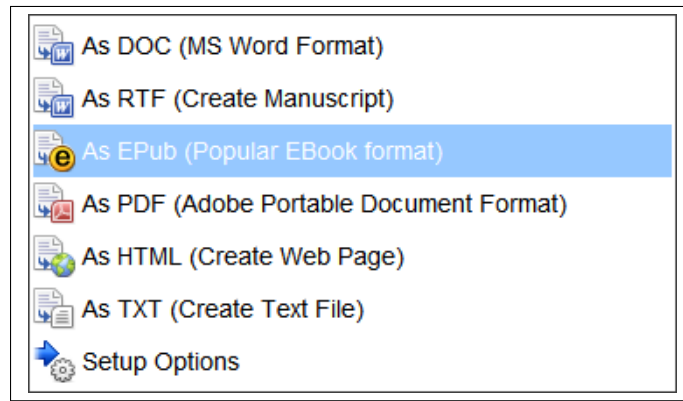 As DOC (MS Word Format)
As RTF (Create Manuscript)
As EPub (Popular EBook format)
As PDF (Adobe Portable Document Format)
As HTML (Create Web Page)
As TXT (Create Text File)
Setup Options